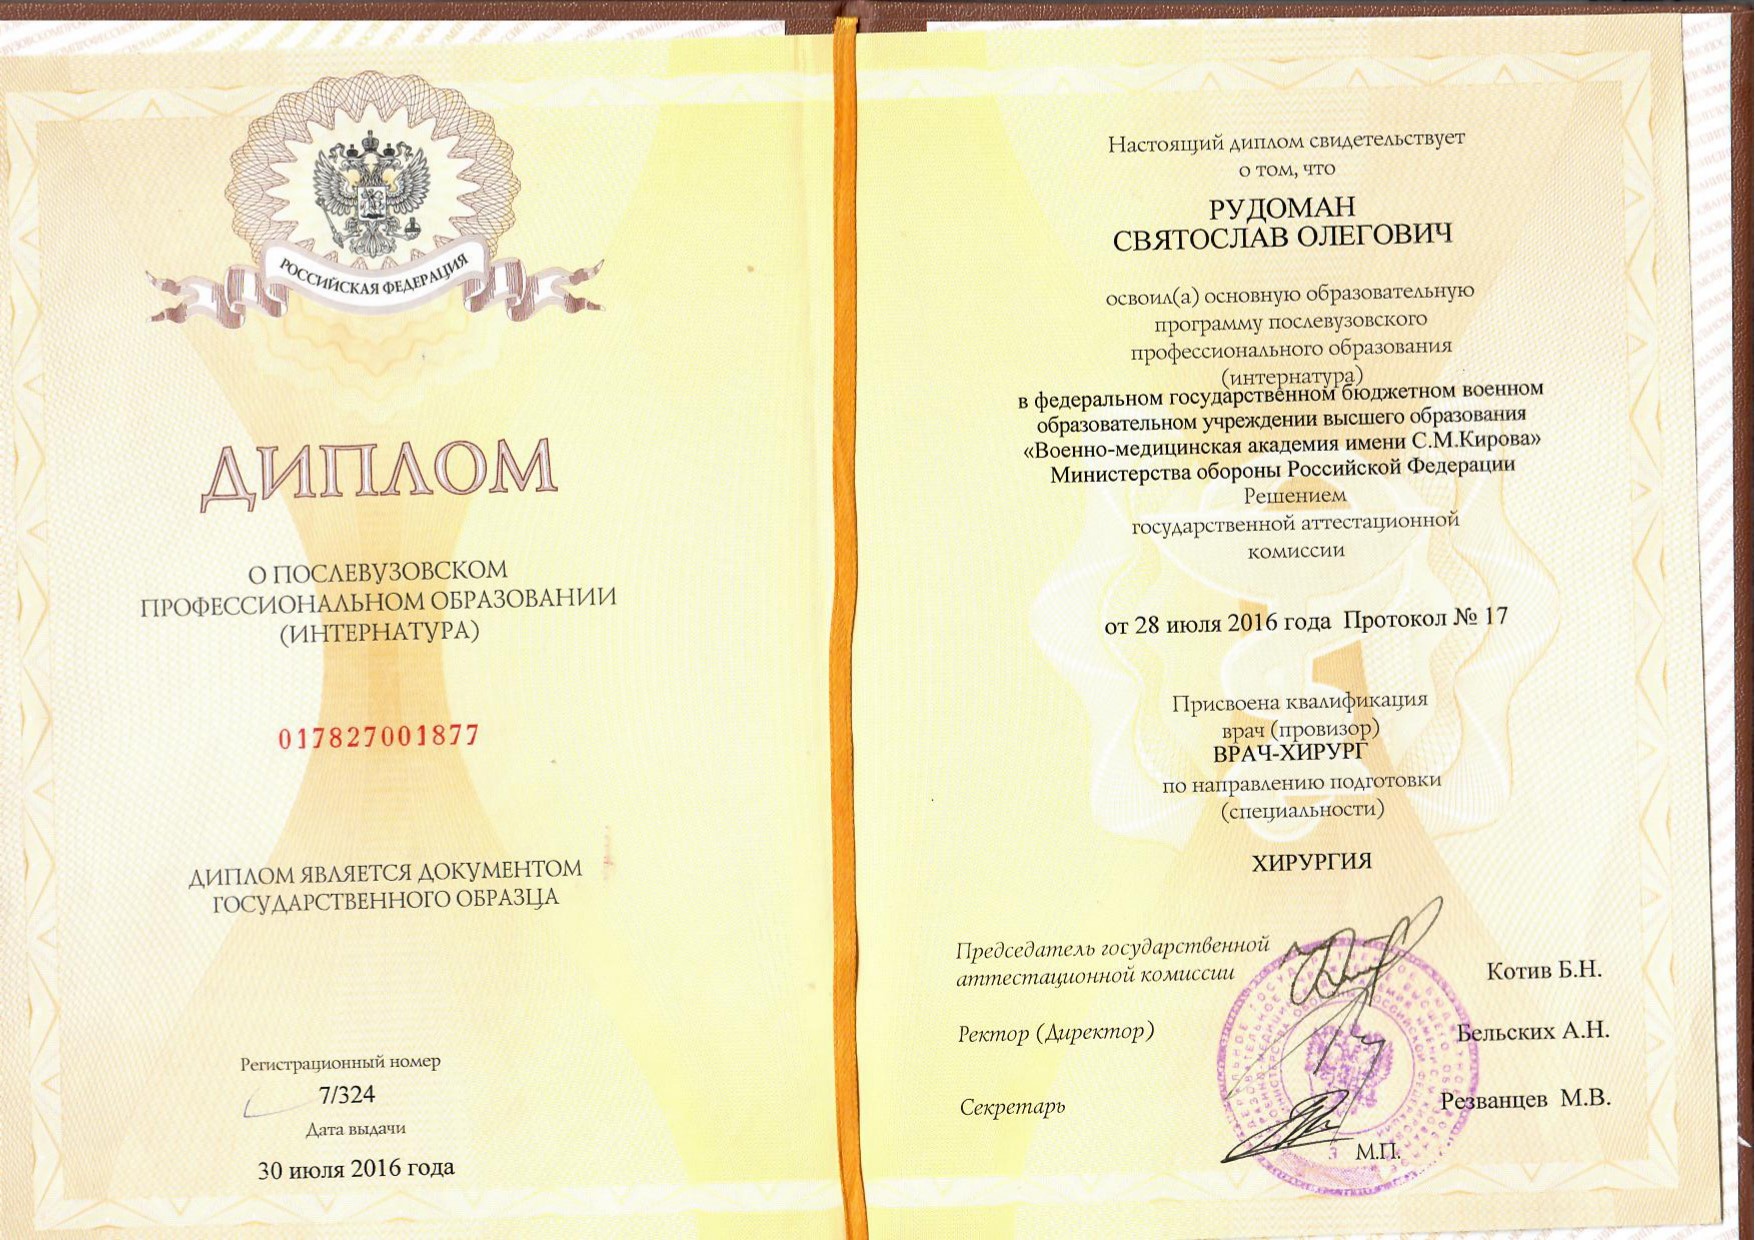 РОССИЙСКАЯ ФЕДЕРАЦИЯ
ДИПЛОМ
О ПОСЛЕВУЗОВСКОМ
ПРОФЕССИОНАЛЬНОМ ОБРАЗОВАНИИ
(ИНТЕРНАТУРА)
017827001877
ДИПЛОМ ЯВЛЯЕТСЯ ДОКУМЕНТОМ
ГОСУДАРСТВЕННОГО ОБРАЗЦА
Регистрационный номер
7/324
Дата выдачи
30 июля 2016 года
Настоящий диплом свидетельствует
о том, что
РУДОМАН
СВЯТОСЛАВ ОЛЕГОВИЧ
освоил(а) основную образовательную
программу послевузовского
профессионального образования
(интернатура)
в федеральном государственном бюджетном военном
образовательном учреждении высшего образования
«Военно-медицинская академия имени С.М.Кирова»
Министерства обороны Российской Федерации
Решением
государственной аттестационной
комиссии
от 28 июля 2016 года Протокол № 17
Присвоена квалификация
врач (провизор)
ВРАЧ-ХИРУРГ
по направлению подготовки
(специальности)
ХИРУРГИЯ
Председатель государственной
аттестационной комиссии
Котив Б.Н.
Ректор (Директор)
Бельских А.Н.
Секретарь
Резванцев М.В.
М.П.